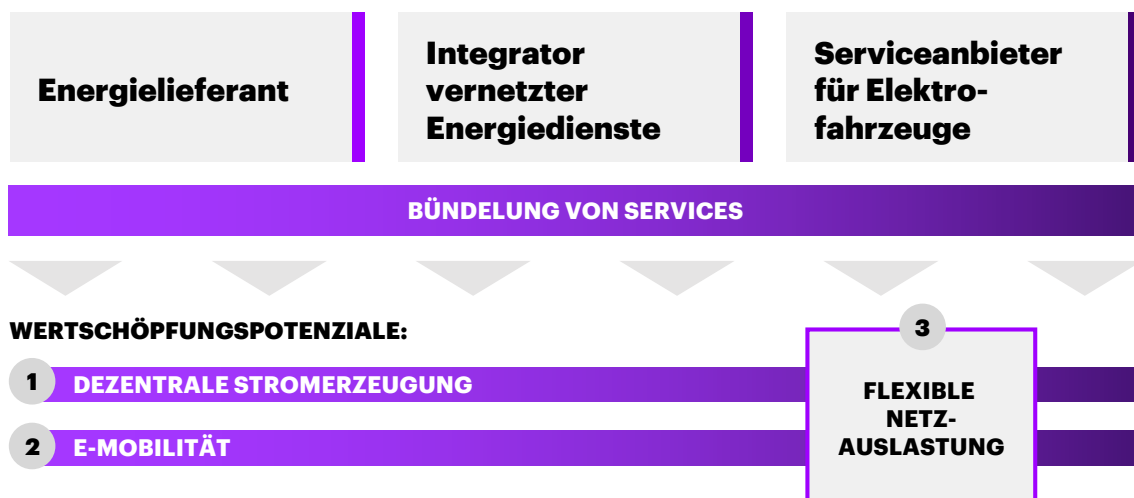 Energielieferant
Integrator
vernetzter
Energiedienste
Serviceanbieter
für Elektro-
fahrzeuge
BÜNDELUNG VON SERVICES
WERTSCHÖPFUNGSPOTENZIALE:
1 DEZENTRALE STROMERZEUGUNG
2 E-MOBILITÄT
3
FLEXIBLE
NETZ-
AUSLASTUNG